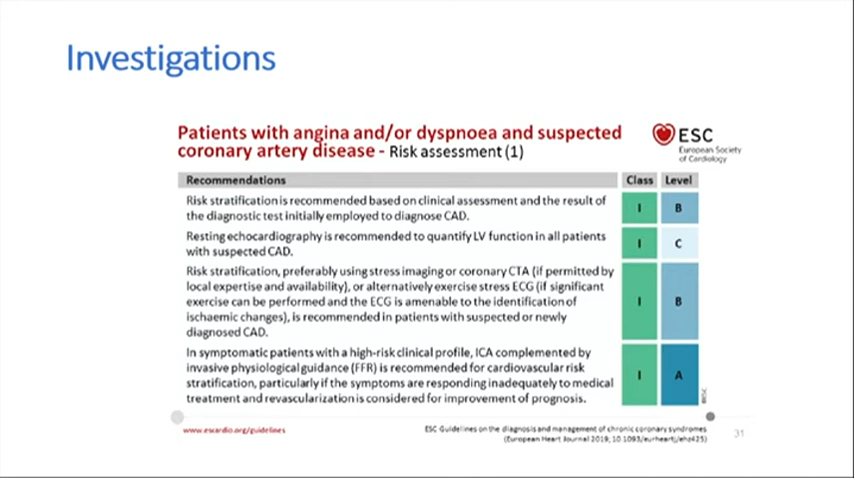 Investigations
Patients with angina and/or dyspnoea and suspected
coronary artery disease - Risk assessment (1)
ESC
European Society
of Cardiology
Recommendations Class Level
Risk stratification is recommended based on clinical assessment and the result of
the diagnostic test initially employed to diagnose CAD.
I B
Resting echocardiography is recommended to quantify LV function in all patients
with suspected CAD.
I C
Risk stratification, preferably using stress imaging or coronary CTA (if permitted by
local expertise and availability), or alternatively exercise stress ECG (if significant
exercise can be performed and the ECG is amenable to the identification of
ischaemic changes), is recommended in patients with suspected or newly
diagnosed CAD.
I B
In symptomatic patients with a high-risk clinical profile, ICA complemented by
invasive physiological guidance (FFR) is recommended for cardiovascular risk
stratification, particularly if the symptoms are responding inadequately to medical
treatment and revascularization is considered for improvement of prognosis.
I A
©ESC
www.escardio.org/guidelines
ESC Guidelines on the diagnosis and management of chronic coronary syndromes
(European Heart Journal 2019; 10.1093/eurheartj/ehz425)
31